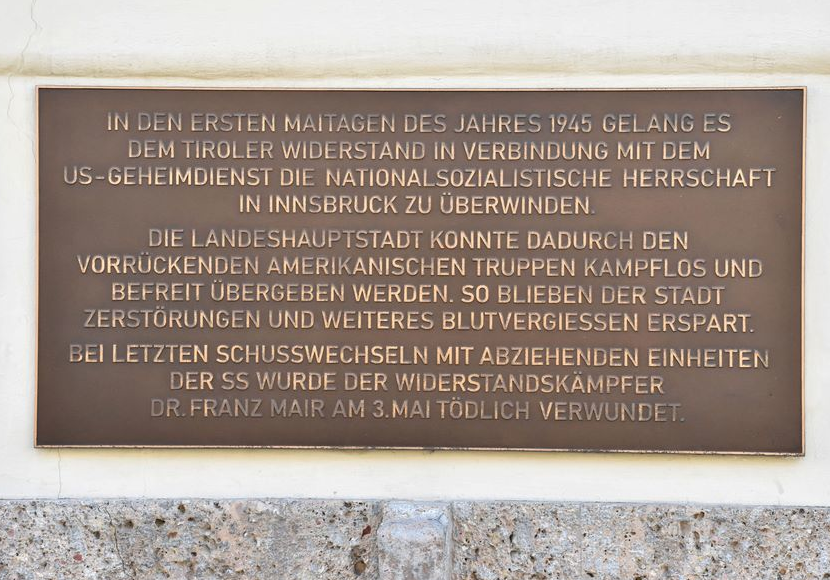 IN DEN ERSTEN MAITAGEN DES JAHRES 1945 GELANG ES
DEM TIROLER WIDERSTAND IN VERBINDUNG MIT DEM
US-GEHEIMDIENST DIE NATIONALSOZIALISTISCHE HERRSCHAFT
IN INNSBRUCK ZU ÜBERWINDEN.
DIE LANDESHAUPTSTADT KONNTE DADURCH DEN
VORRÜCKENDEN AMERIKANISCHEN TRUPPEN KAMPFLOS UND
BEFREIT ÜBERGEBEN WERDEN. SO BLIEBEN DER STADT
ZERSTÖRUNGEN UND WEITERES BLUTVERGIESSEN ERSPART.
BEI LETZTEN SCHUSSWECHSELN MIT ABZIEHENDEN EINHEITEN
DER SS WURDE DER WIDERSTANDSKÄMPFER
DR. FRANZ MAIR AM 3. MAI TÖDLICH VERWUNDET.